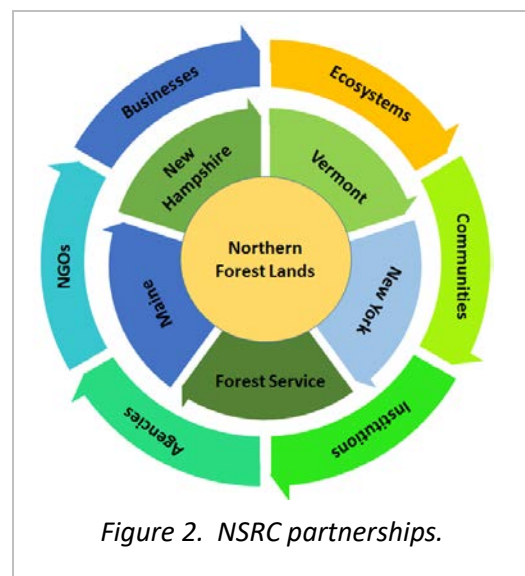 Businesses
Ecosystems
Communities
Institutions
Agencies
NGOs
New
Hampshire
Vermont
New York
Forest Service
Maine
Northern
Forest Lands
Figure 2. NSRC partnerships.